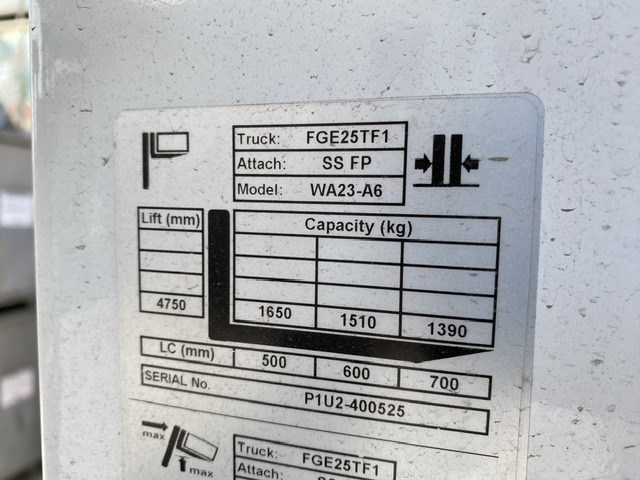 Truck: FGE25TF1
Attach: SS FP
Model: WA23-A6
Lift (mm) Capacity (kg)
4750 1650 1510 1390
LC (mm) 500 600 700
SERIAL No. P1U2-400525
max
max
Truck: FGE25TF1
Attach: